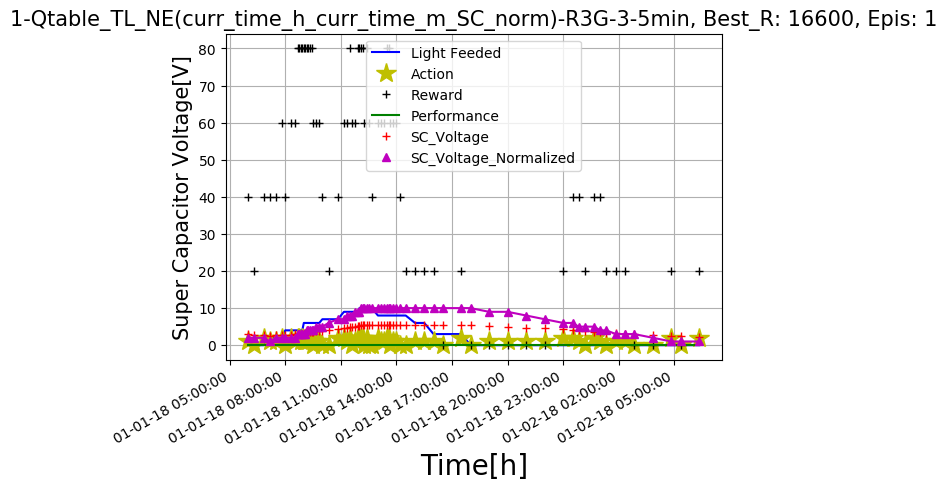 1-Qtable_TL_NE(curr_time_h_curr_time_m_SC_norm)-R3G-3-5min, Best_R: 16600, Epis: 1
Super Capacitor Voltage[V]
80
70
60
50
40
30
20
10
0
Light Feeded
Action
Reward
Performance
SC_Voltage
SC_Voltage_Normalized
01-01-18 05:00:00
01-01-18 08:00:00
01-01-18 11:00:00
01-01-18 14:00:00
01-01-18 17:00:00
01-01-18 20:00:00
01-01-18 23:00:00
01-02-18 02:00:00
01-02-18 05:00:00
Time[h]